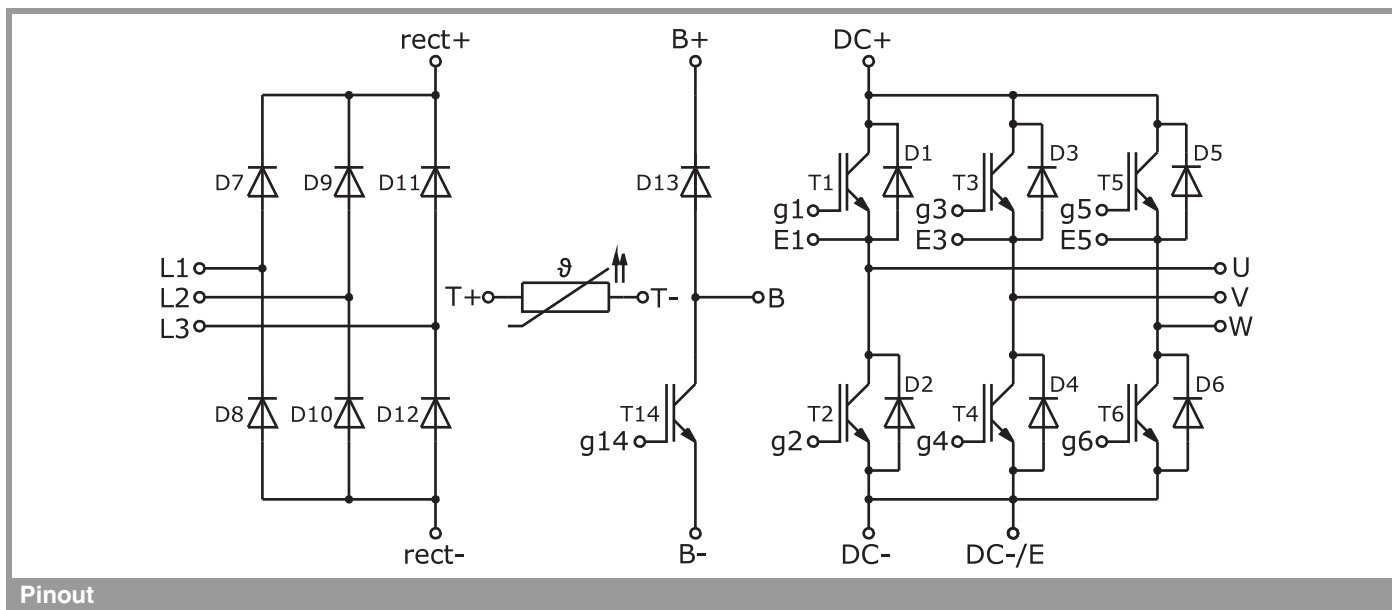 rect+ B+ DC+
D7 D9 D11 D13 T1 D1 T3 D3 T5 D5
g1 g3 g5
E1 E3 E5
L1 ϑ U
L2 T+ T- B V
L3 W
D8 D10 D12 T14 T2 D2 T4 D4 T6 D6
g14 g2 g4 g6
rect- B- DC- DC-/E
Pinout